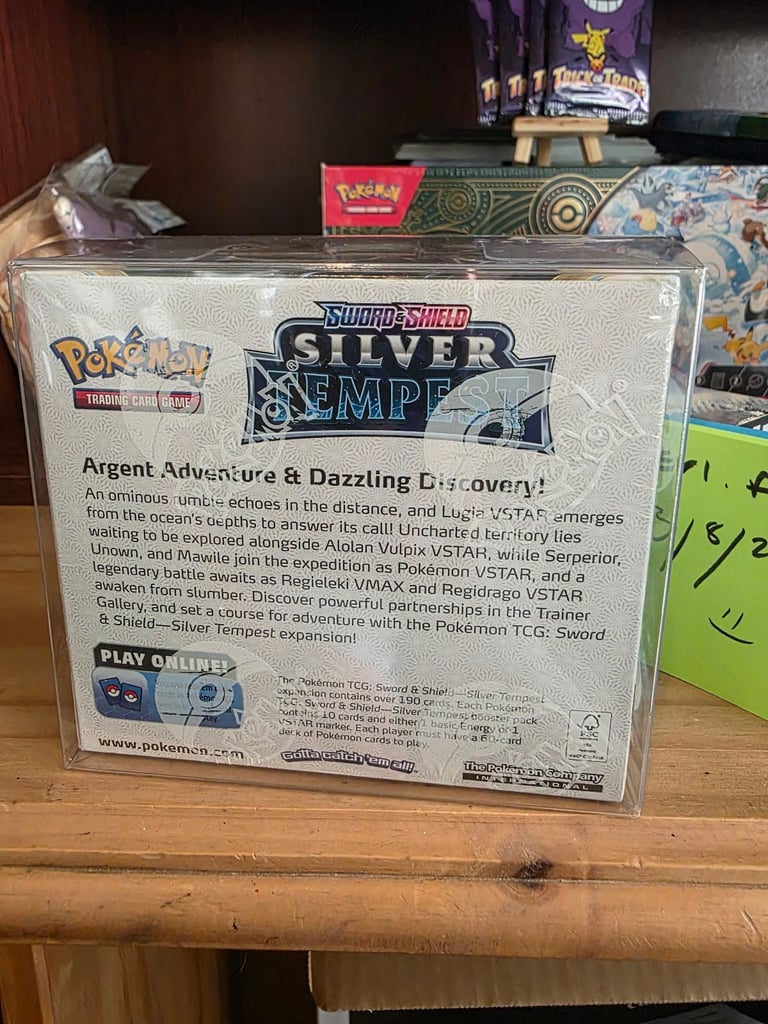 TRICK OR TRADE
Pokémon
Pokémon
TRADING CARD GAME
SWORD & SHIELD
SILVER
TEMPEST
Argent Adventure & Dazzling Discovery!
An ominous rumble echoes in the distance, and Lugia VSTAR emerges
from the ocean's depths to answer its call! Uncharted territory lies
waiting to be explored alongside Alolan Vulpix VSTAR, while Serperior,
Unown, and Mawile join the expedition as Pokémon VSTAR, and a
legendary battle awaits as Regieleki VMAX and Regidrago VSTAR
awaken from slumber. Discover powerful partnerships in the Trainer
Gallery, and set a course for adventure with the Pokémon TCG: Sword
& Shield—Silver Tempest expansion!
PLAY ONLINE!
The Pokémon TCG: Sword & Shield—Silver Tempest
expansion contains over 190 cards. Each Pokémon
TCG: Sword & Shield—Silver Tempest booster pack
contains 10 cards and either 1 basic Energy or 1
VSTAR marker. Each player must have a 60-card
deck of Pokémon cards to play.
FSC
www.pokemon.com
Gotta catch 'em all!
The Pokémon Company
INTERNATIONAL
/8/2